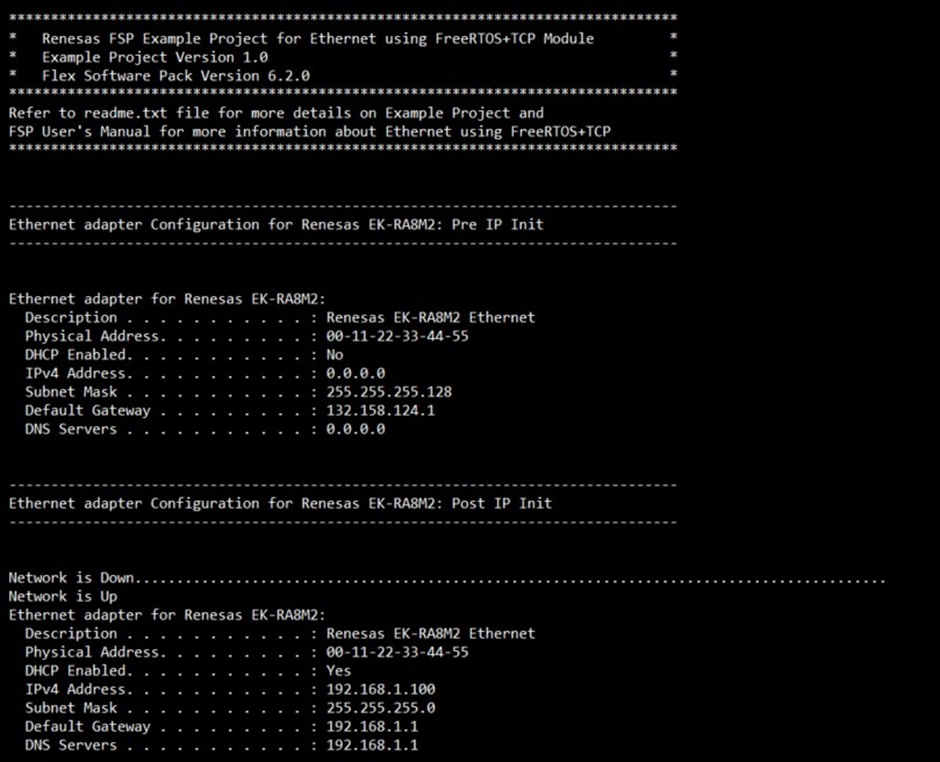 ********************************************************************************
*   Renesas FSP Example Project for Ethernet using FreeRTOS+TCP Module         *
*   Example Project Version 1.0                                                *
*   Flex Software Pack Version 6.2.0                                           *
********************************************************************************
Refer to readme.txt file for more details on Example Project and
FSP User's Manual for more information about Ethernet using FreeRTOS+TCP
********************************************************************************
--------------------------------------------------------------------------------
Ethernet adapter Configuration for Renesas EK-RA8M2: Pre IP Init
--------------------------------------------------------------------------------
Ethernet adapter for Renesas EK-RA8M2:
  Description . . . . . . . . . . . : Renesas EK-RA8M2 Ethernet
  Physical Address. . . . . . . . . : 00-11-22-33-44-55
  DHCP Enabled. . . . . . . . . . . : No
  IPv4 Address. . . . . . . . . . . : 0.0.0.0
  Subnet Mask . . . . . . . . . . . : 255.255.255.128
  Default Gateway . . . . . . . . . : 132.158.124.1
  DNS Servers . . . . . . . . . . . : 0.0.0.0
--------------------------------------------------------------------------------
Ethernet adapter Configuration for Renesas EK-RA8M2: Post IP Init
--------------------------------------------------------------------------------
Network is Down..........................................................................................
Network is Up
Ethernet adapter for Renesas EK-RA8M2:
  Description . . . . . . . . . . . : Renesas EK-RA8M2 Ethernet
  Physical Address. . . . . . . . . : 00-11-22-33-44-55
  DHCP Enabled. . . . . . . . . . . : Yes
  IPv4 Address. . . . . . . . . . . : 192.168.1.100
  Subnet Mask . . . . . . . . . . . : 255.255.255.0
  Default Gateway . . . . . . . . . : 192.168.1.1
  DNS Servers . . . . . . . . . . . : 192.168.1.1